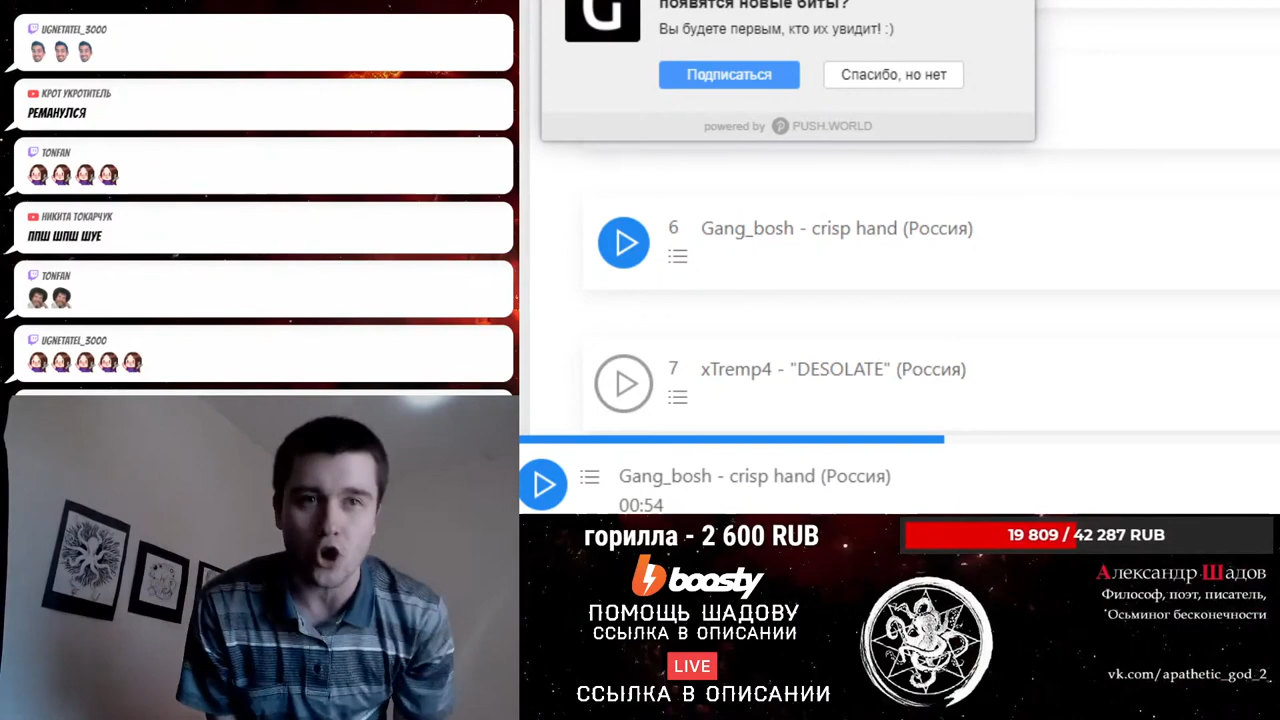 UGNETATEL_3000
КРОТ УКРОТИТЕЛЬ
РЕМАНУЛСЯ
TONFAN
НИКИТА ТОКАРЧУК
ППШ ШПШ ШУЕ
TONFAN
UGNETATEL_3000
появятся новые биты?
Вы будете первым, кто их увидит! :)
Подписаться
Спасибо, но нет
powered by PUSH.WORLD
6 Gang_bosh - crisp hand (Россия)
7 xTremp4 - "DESOLATE" (Россия)
Gang_bosh - crisp hand (Россия)
00:54
горилла - 2 600 RUB
boosty
ПОМОЩЬ ШАДОВУ
ССЫЛКА В ОПИСАНИИ
LIVE
ССЫЛКА В ОПИСАНИИ
19 809 / 42 287 RUB
Александр Шадов
Философ, поэт, писатель,
Осьминог бесконечности
vk.com/apathetic_god_2